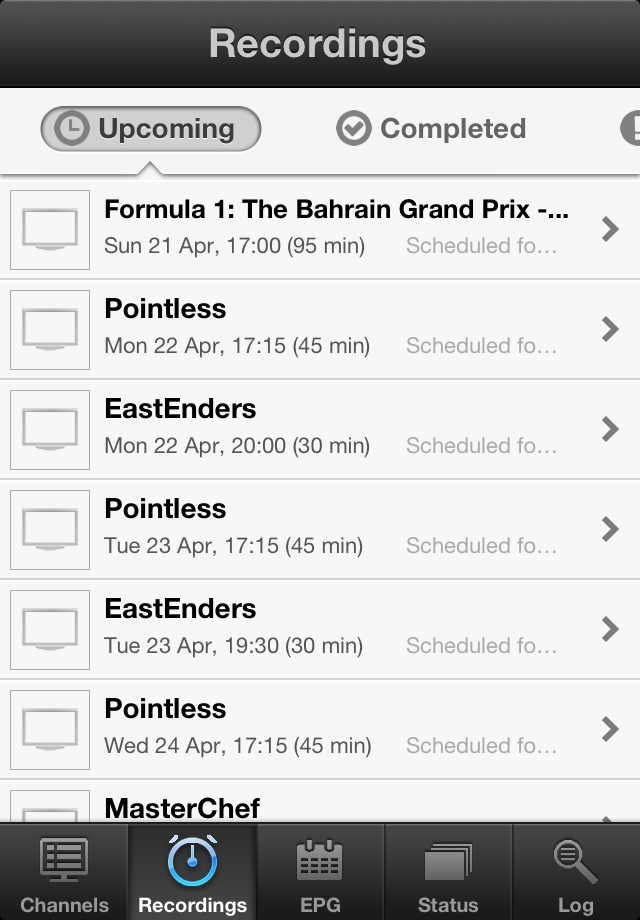 Recordings
Upcoming Completed
Formula 1: The Bahrain Grand Prix -...
Sun 21 Apr, 17:00 (95 min) Scheduled fo...
Pointless
Mon 22 Apr, 17:15 (45 min) Scheduled fo...
EastEnders
Mon 22 Apr, 20:00 (30 min) Scheduled fo...
Pointless
Tue 23 Apr, 17:15 (45 min) Scheduled fo...
EastEnders
Tue 23 Apr, 19:30 (30 min) Scheduled fo...
Pointless
Wed 24 Apr, 17:15 (45 min) Scheduled fo...
MasterChef
Channels Recordings EPG Status Log